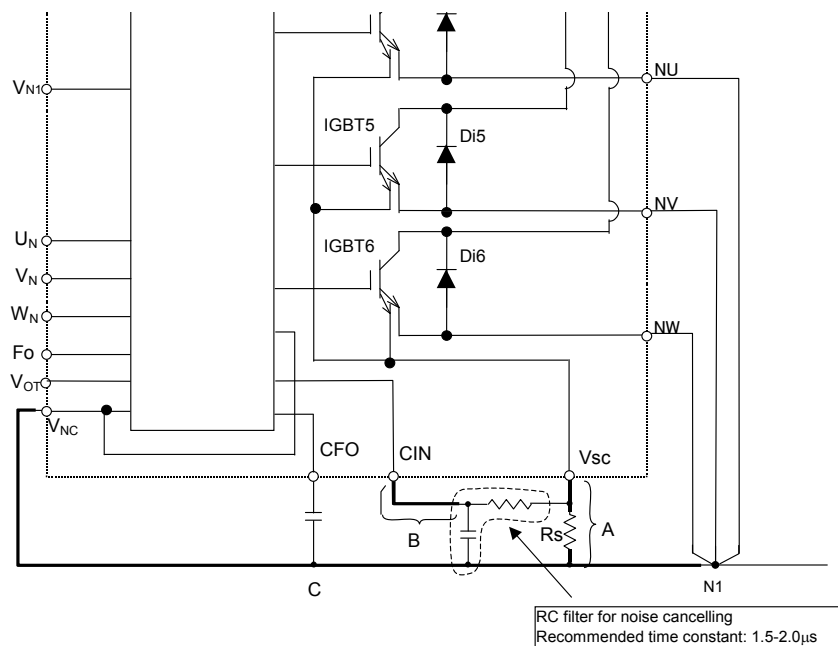 NU
VN1
IGBT5
Di5
NV
UN
IGBT6
VN
Di6
WN
NW
Fo
VOT
VNC
CFO
CIN
Vsc
B
Rs
A
C
N1
RC filter for noise cancelling
Recommended time constant: 1.5-2.0μs